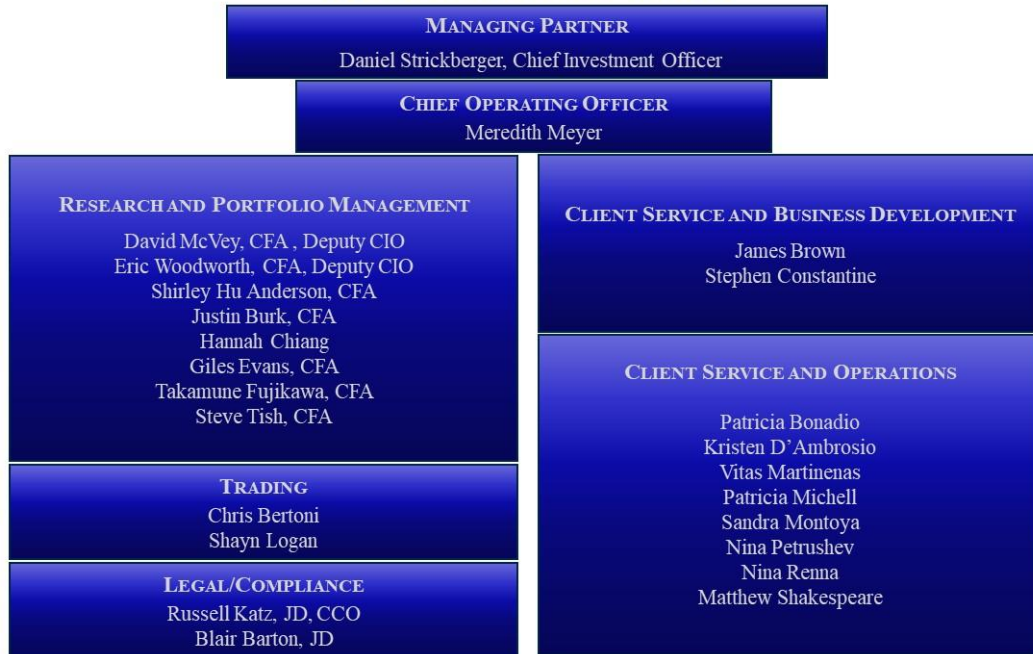 MANAGING PARTNER
Daniel Strickberger, Chief Investment Officer
CHIEF OPERATING OFFICER
Meredith Meyer
RESEARCH AND PORTFOLIO MANAGEMENT
David McVey, CFA , Deputy CIO
Eric Woodworth, CFA, Deputy CIO
Shirley Hu Anderson, CFA
Justin Burk, CFA
Hannah Chiang
Giles Evans, CFA
Takamune Fujikawa, CFA
Steve Tish, CFA
TRADING
Chris Bertoni
Shayn Logan
LEGAL/COMPLIANCE
Russell Katz, JD, CCO
Blair Barton, JD
CLIENT SERVICE AND BUSINESS DEVELOPMENT
James Brown
Stephen Constantine
CLIENT SERVICE AND OPERATIONS
Patricia Bonadio
Kristen D’Ambrosio
Vitas Martinenas
Patricia Michell
Sandra Montoya
Nina Petrushev
Nina Renna
Matthew Shakespeare